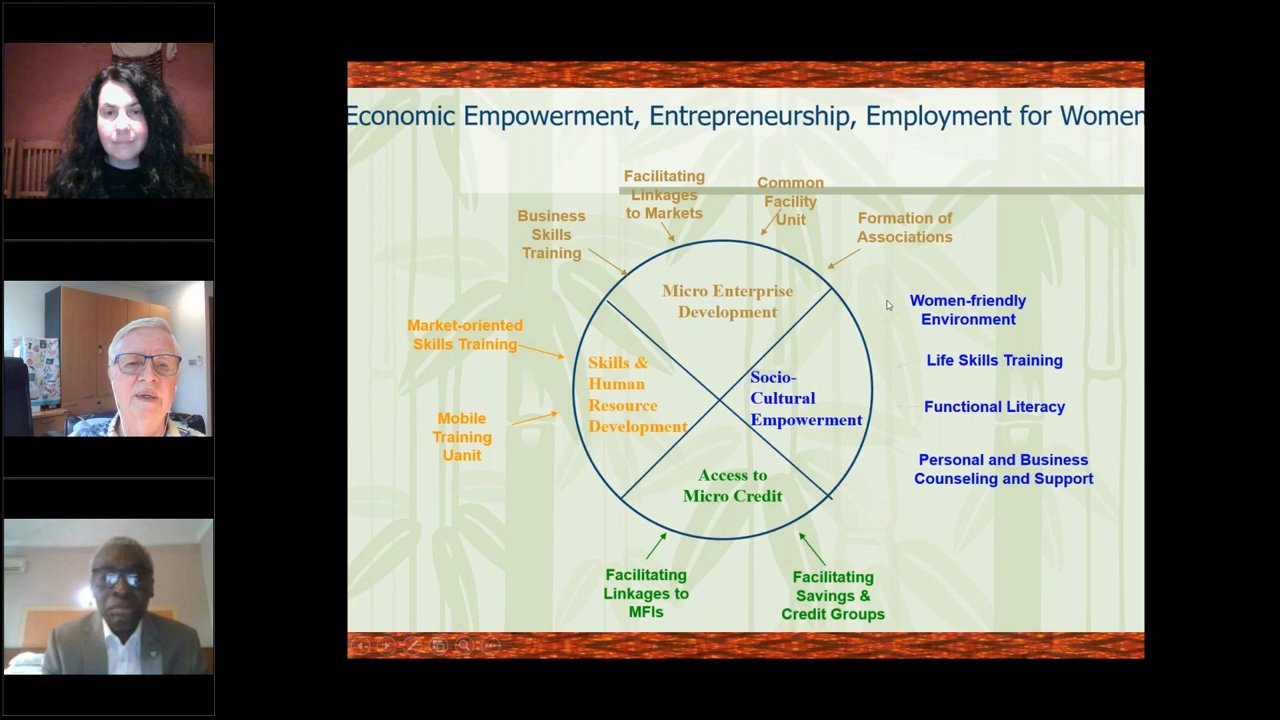 Economic Empowerment, Entrepreneurship, Employment for Women
Facilitating
Linkages
to Markets
Common
Facility
Unit
Business
Skills
Training
Formation of
Associations
Micro Enterprise
Development
Women-friendly
Environment
Market-oriented
Skills Training
Skills &
Human
Resource
Development
Socio-
Cultural
Empowerment
Life Skills Training
Functional Literacy
Mobile
Training
Uanit
Personal and Business
Counseling and Support
Access to
Micro Credit
Facilitating
Linkages to
MFIs
Facilitating
Savings &
Credit Groups